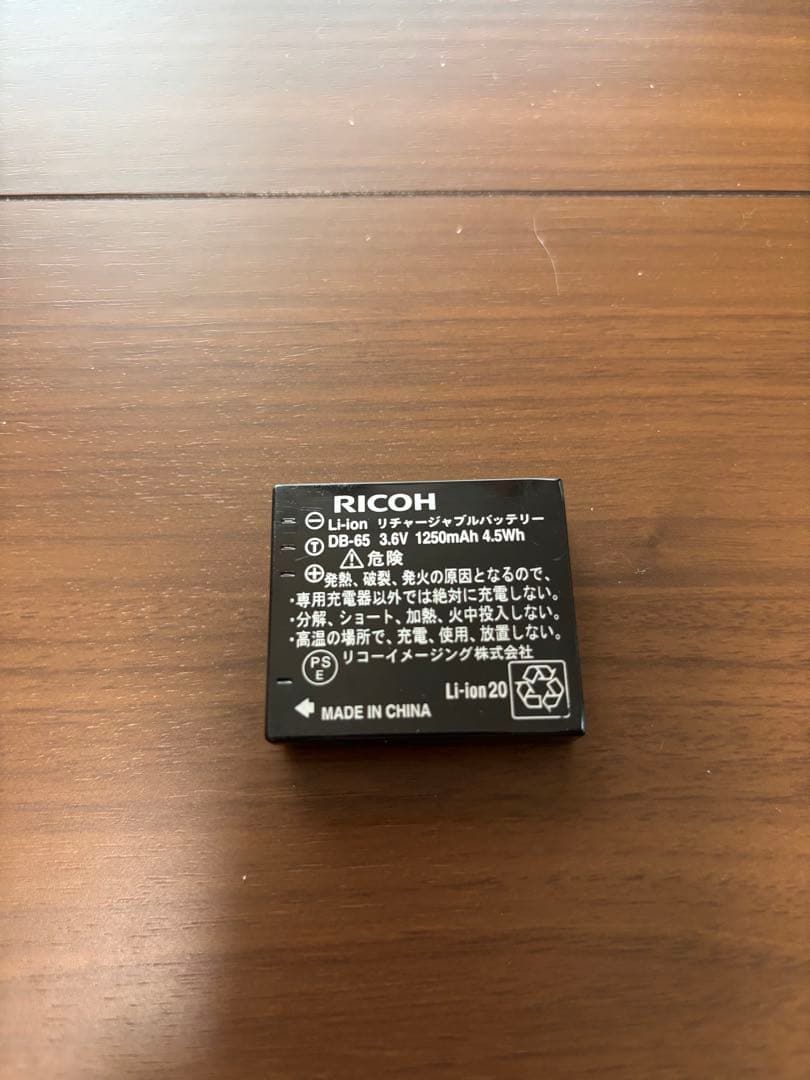 RICOH
⊖ Li-ion リチャージャブルバッテリー
Ⓣ DB-65 3.6V 1250mAh 4.5Wh
⚠危険
⊕発熱、破裂、発火の原因となるので、
・専用充電器以外では絶対に充電しない。
・分解、ショート、加熱、火中投入しない。
・高温の場所で、充電、使用、放置しない。
PS
E
リコーイメージング株式会社
Li-ion20
MADE IN CHINA